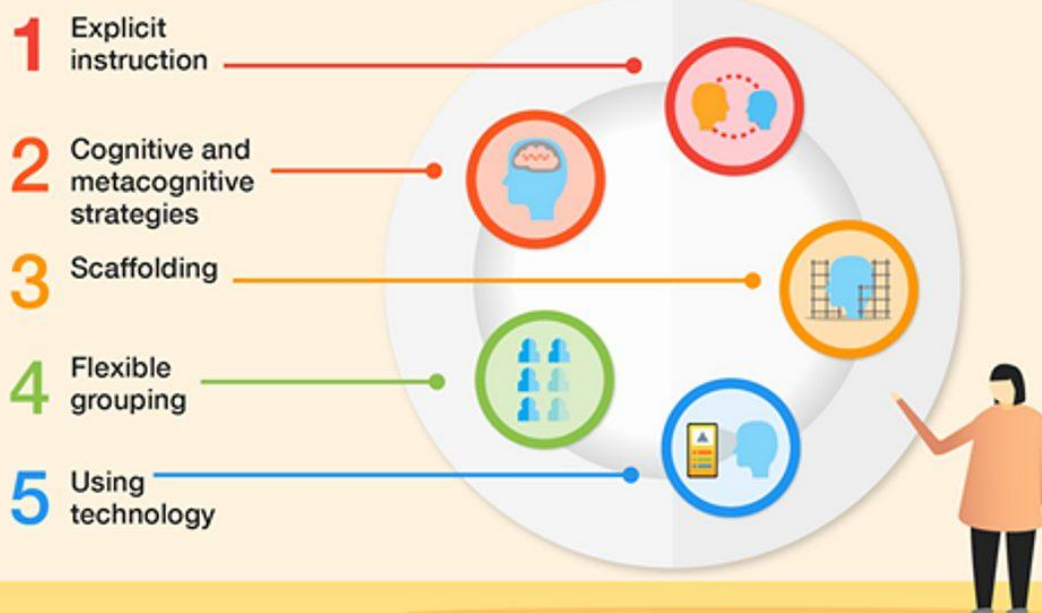 1 Explicit
instruction
2 Cognitive and
metacognitive
strategies
3 Scaffolding
4 Flexible
grouping
5 Using
technology